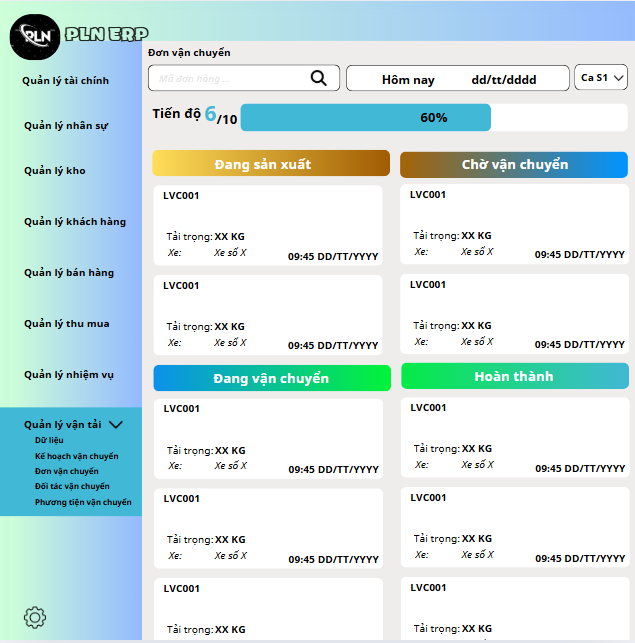 PLN
PLN ERP
Quản lý tài chính
Quản lý nhân sự
Quản lý kho
Quản lý khách hàng
Quản lý bán hàng
Quản lý thu mua
Quản lý nhiệm vụ
Quản lý vận tải
Dữ liệu
Kế hoạch vận chuyển
Đơn vận chuyển
Đối tác vận chuyển
Phương tiện vận chuyển
Đơn vận chuyển
Mã đơn hàng ...
Hôm nay dd/tt/dddd
Ca S1
Tiến độ 6/10
60%
Đang sản xuất
LVC001
Tải trọng: XX KG
Xe: Xe số X
09:45 DD/TT/YYYY
LVC001
Tải trọng: XX KG
Xe: Xe số X
09:45 DD/TT/YYYY
Chờ vận chuyển
LVC001
Tải trọng: XX KG
Xe: Xe số X
09:45 DD/TT/YYYY
LVC001
Tải trọng: XX KG
Xe: Xe số X
09:45 DD/TT/YYYY
Đang vận chuyển
LVC001
Tải trọng: XX KG
Xe: Xe số X
09:45 DD/TT/YYYY
LVC001
Tải trọng: XX KG
Xe: Xe số X
09:45 DD/TT/YYYY
LVC001
Tải trọng: XX KG
Hoàn thành
LVC001
Tải trọng: XX KG
Xe: Xe số X
09:45 DD/TT/YYYY
LVC001
Tải trọng: XX KG
Xe: Xe số X
09:45 DD/TT/YYYY
LVC001
Tải trọng: XX KG